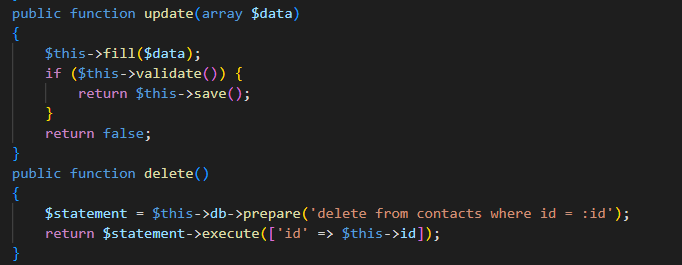 public function update(array $data)
{
    $this->fill($data);
    if ($this->validate()) {
        return $this->save();
    }
    return false;
}
public function delete()
{
    $statement = $this->db->prepare('delete from contacts where id = :id');
    return $statement->execute(['id' => $this->id]);
}